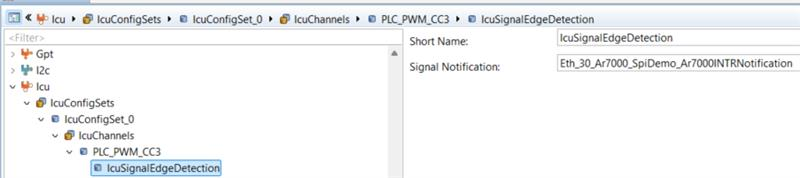 « Icu IcuConfigSets IcuConfigSet_0 IcuChannels PLC_PWM_CC3 IcuSignalEdgeDetection
<Filter>
Gpt
I2c
Icu
IcuConfigSets
IcuConfigSet_0
IcuChannels
PLC_PWM_CC3
IcuSignalEdgeDetection
Short Name: IcuSignalEdgeDetection
Signal Notification: Eth_30_Ar7000_SpiDemo_Ar7000INTRNotification